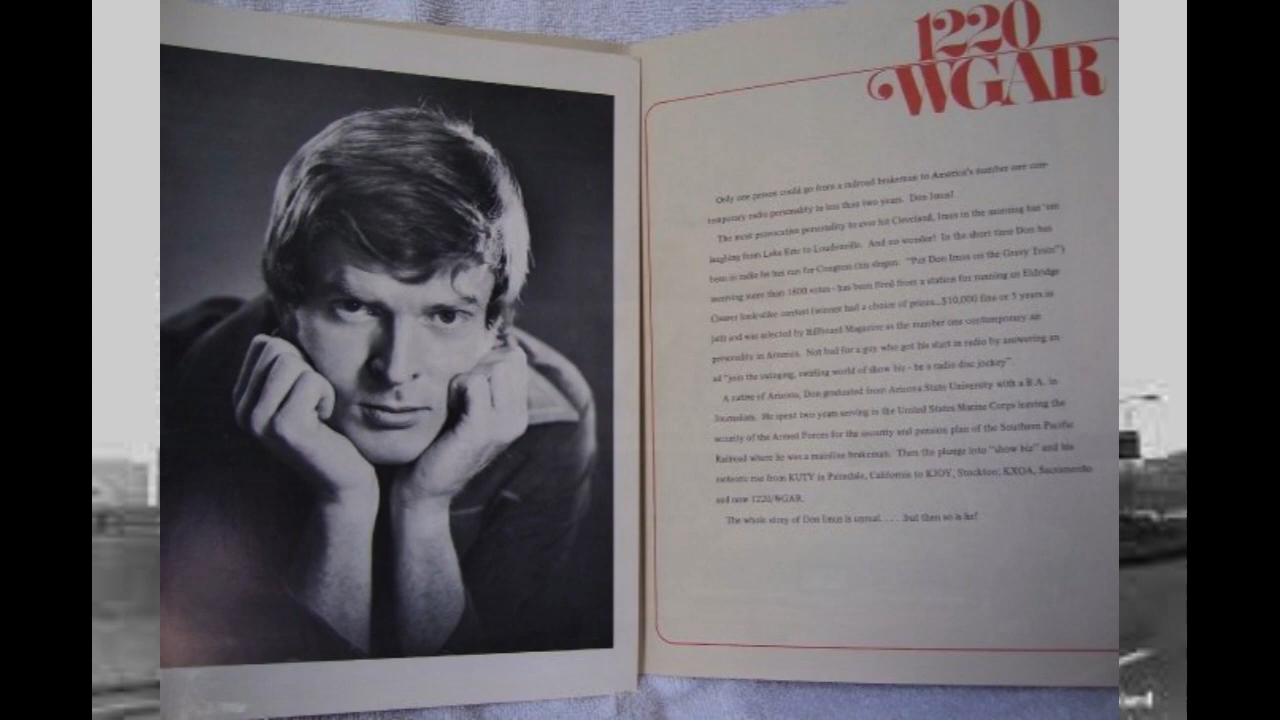 1220
WGAR
Only one person could go from a railroad brakeman to America's number one con-
temporary radio personality in less than two years. Don Imus!
The most provocative personality to ever hit Cleveland, Imus in the morning has 'em
laughing from Lake Erie to Loudonville. And no wonder! In the short time Don has
been in radio he has run for Congress (his slogan: "Put Don Imus on the Gravy Train")
receiving more than 1600 votes - has been fired from a station for running an Eldridge
Cleaver look-alike contest (winner had a choice of prizes...$10,000 fine or 5 years in
jail) and was selected by Billboard Magazine as the number one contemporary air
personality in America. Not bad for a guy who got his start in radio by answering an
ad "join the swinging, swirling world of show biz - be a radio disc jockey".
A native of Arizona, Don graduated from Arizona State University with a B.A. in
Journalism. He spent two years serving in the United States Marine Corps leaving the
security of the Armed Forces for the security and pension plan of the Southern Pacific
Railroad where he was a mainline brakeman. Then the plunge into "show biz" and his
meteoric rise from KUTY in Palmdale, California to KJOY, Stockton; KXOA, Sacramento
and now 1220/WGAR.
The whole story of Don Imus is unreal. . . . .but then so is he!